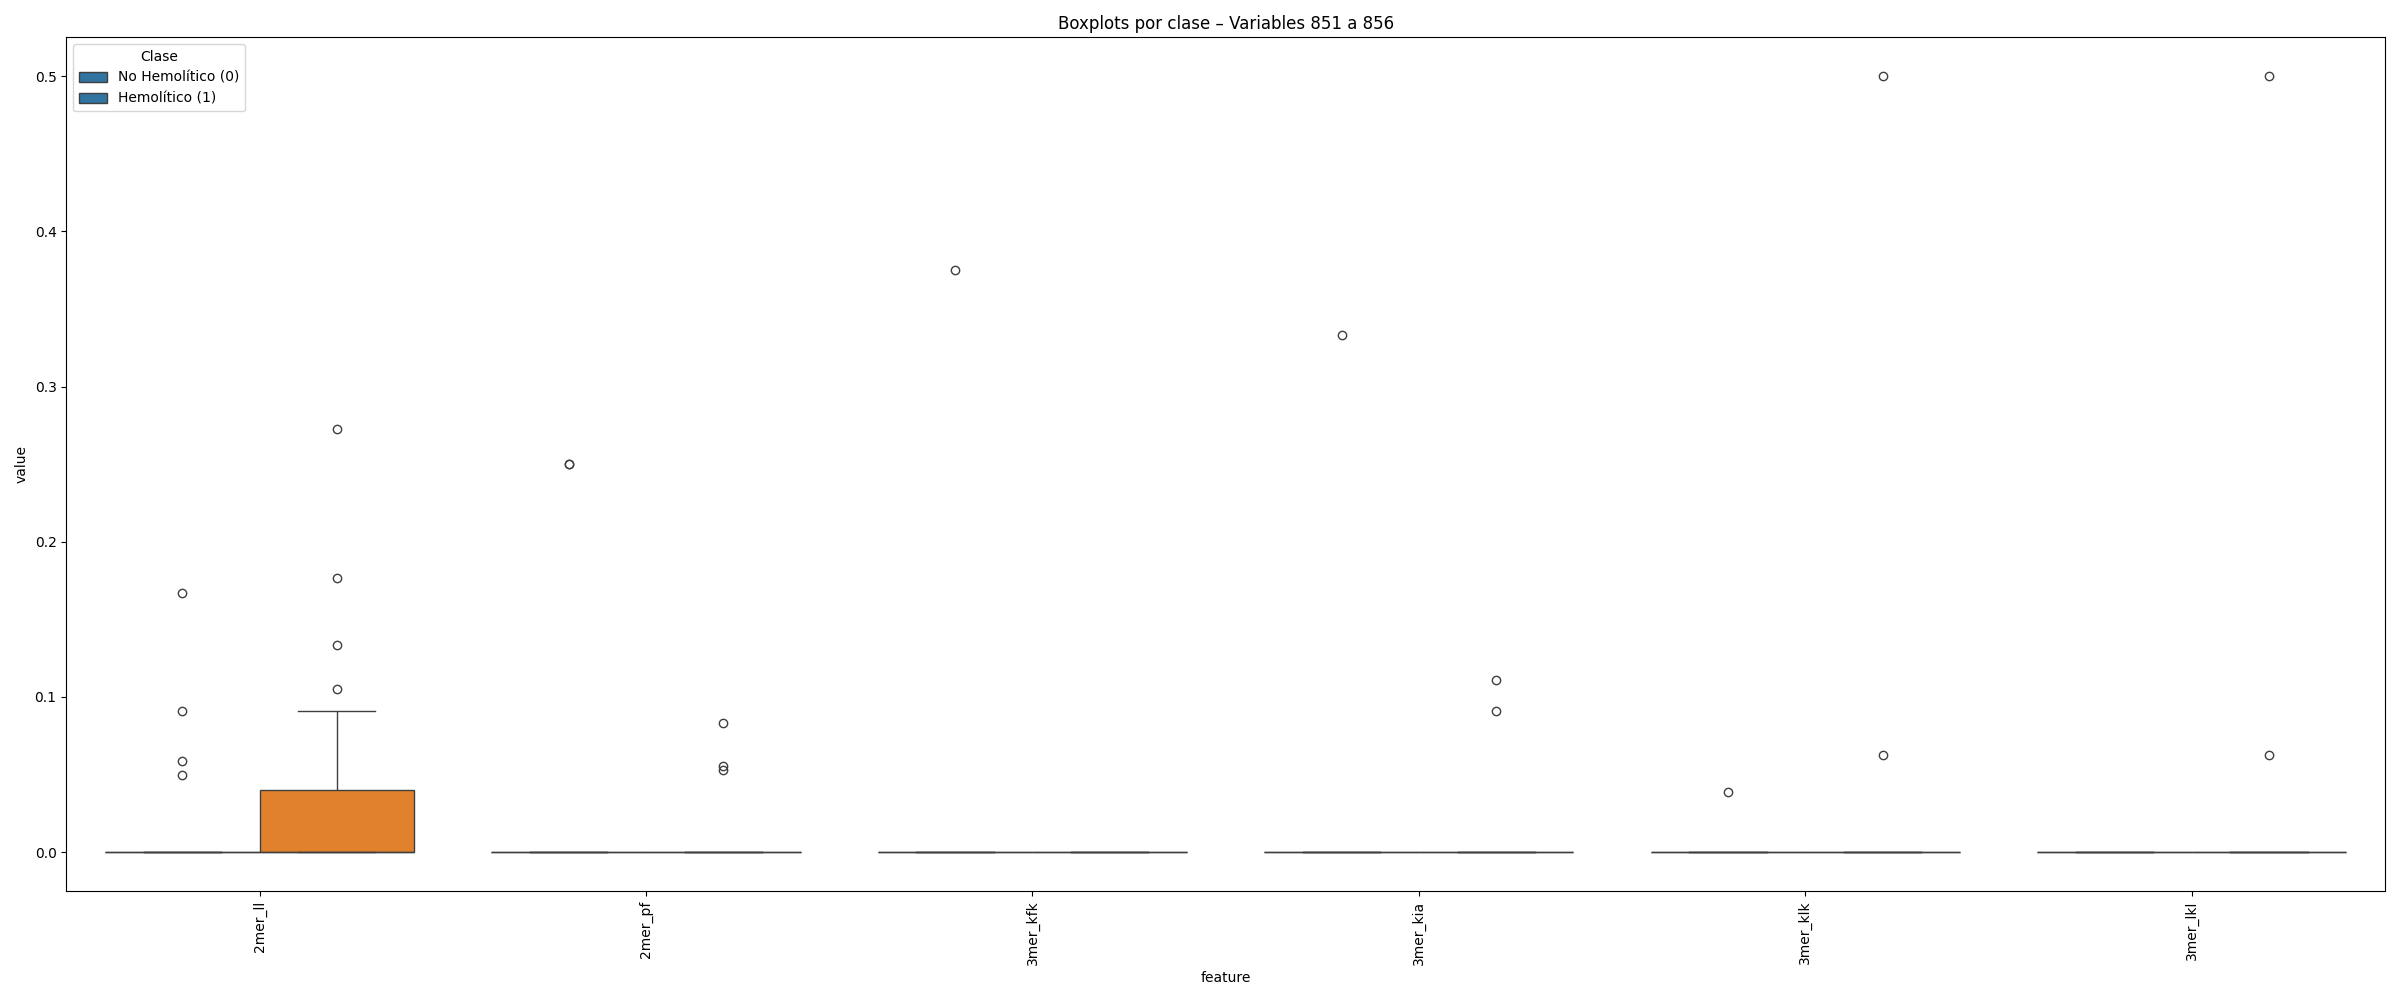 Boxplots por clase – Variables 851 a 856
Clase
No Hemolítico (0)
Hemolítico (1)
0.5
0.4
0.3
0.2
0.1
0.0
value
2mer_ll
2mer_pf
3mer_kfk
3mer_kia
3mer_klk
3mer_lkl
feature